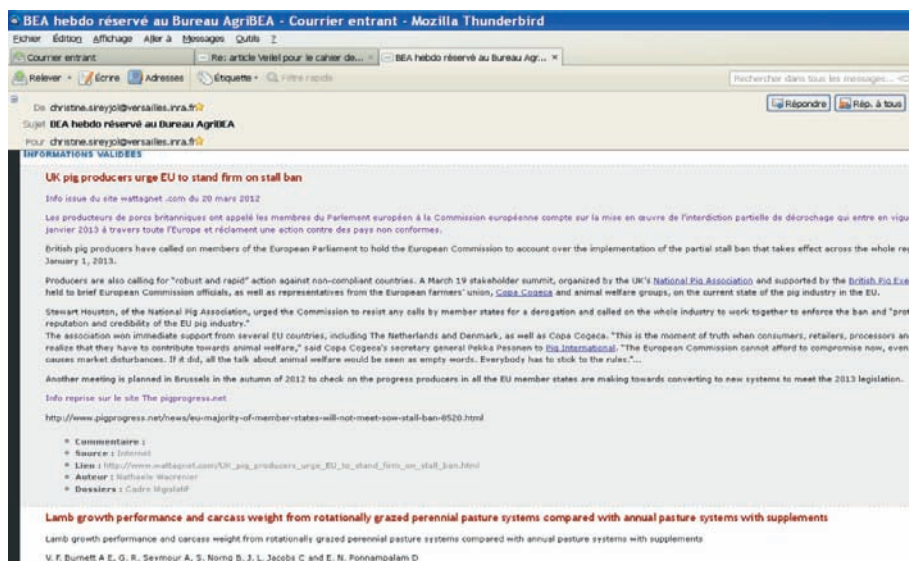 BEA hebdo réservé au Bureau AgriBEA - Courrier entrant - Mozilla Thunderbird
Fichier Édition Affichage Aller à Messages Outils ?
Courrier entrant Re: article Veilel pour le cahier de... BEA hebdo réservé au Bureau Agr...
Relever Écrire Adresses Étiquette Filtre rapide Rechercher dans tous les messages...
De christine.sireyjol@versailles.inra.fr Répondre Rép. à tous
Sujet BEA hebdo réservé au Bureau AgriBEA
Pour christine.sireyjol@versailles.inra.fr
INFORMATIONS VALIDEES
UK pig producers urge EU to stand firm on stall ban
Info issue du site wattagnet .com du 20 mars 2012
Les producteurs de porcs britanniques ont appelé les membres du Parlement européen à la Commission européenne compte sur la mise en œuvre de l'interdiction partielle de décrochage qui entre en vigu
janvier 2013 à travers toute l'Europe et réclament une action contre des pays non conformes.
British pig producers have called on members of the European Parliament to hold the European Commission to account over the implementation of the partial stall ban that takes effect across the whole re
January 1, 2013.
Producers are also calling for "robust and rapid" action against non-compliant countries. A March 19 stakeholder summit, organized by the UK's National Pig Association and supported by the British Pig Exe
held to brief European Commission officials, as well as representatives from the European farmers' union, Copa Cogeca and animal welfare groups, on the current state of the pig industry in the EU.
Stewart Houston, of the National Pig Association, urged the Commission to resist any calls by member states for a derogation and called on the whole industry to work together to enforce the ban and "prot
reputation and credibility of the EU pig industry."
The association won immediate support from several EU countries, including The Netherlands and Denmark, as well as Copa Cogeca. "This is the moment of truth when consumers, retailers, processors an
realize that they have to contribute towards animal welfare," said Copa Cogeca's secretary general Pekka Pesonen to Pig International. "The European Commission cannot afford to compromise now, even
causes market disturbances. If it did, all the talk about animal welfare would be seen as empty words. Everybody has to stick to the rules."...
Another meeting is planned in Brussels in the autumn of 2012 to check on the progress producers in all the EU member states are making towards converting to new systems to meet the 2013 legislation.
Info reprise sur le site The pigprogress.net
http://www.pigprogress.net/news/eu-majority-of-member-states-will-not-meet-sow-stall-ban-8520.html
Commentaire :
Source : Internet
Lien : http://www.wattagnet.com/UK_pig_producers_urge_EU_to_stand_firm_on_stall_ban.html
Auteur : Nathaele
Dossiers : Cadre législatif
Lamb growth performance and carcass weight from rotationally grazed perennial pasture systems compared with annual pasture systems with supplements
Lamb growth performance and carcass weight from rotationally grazed perennial pasture systems compared with annual pasture systems with supplements
V. F. Burnett A E, G. R. Seymour A, S. Norng B, J. L. Jacobs C and E. N. Ponnampalam D